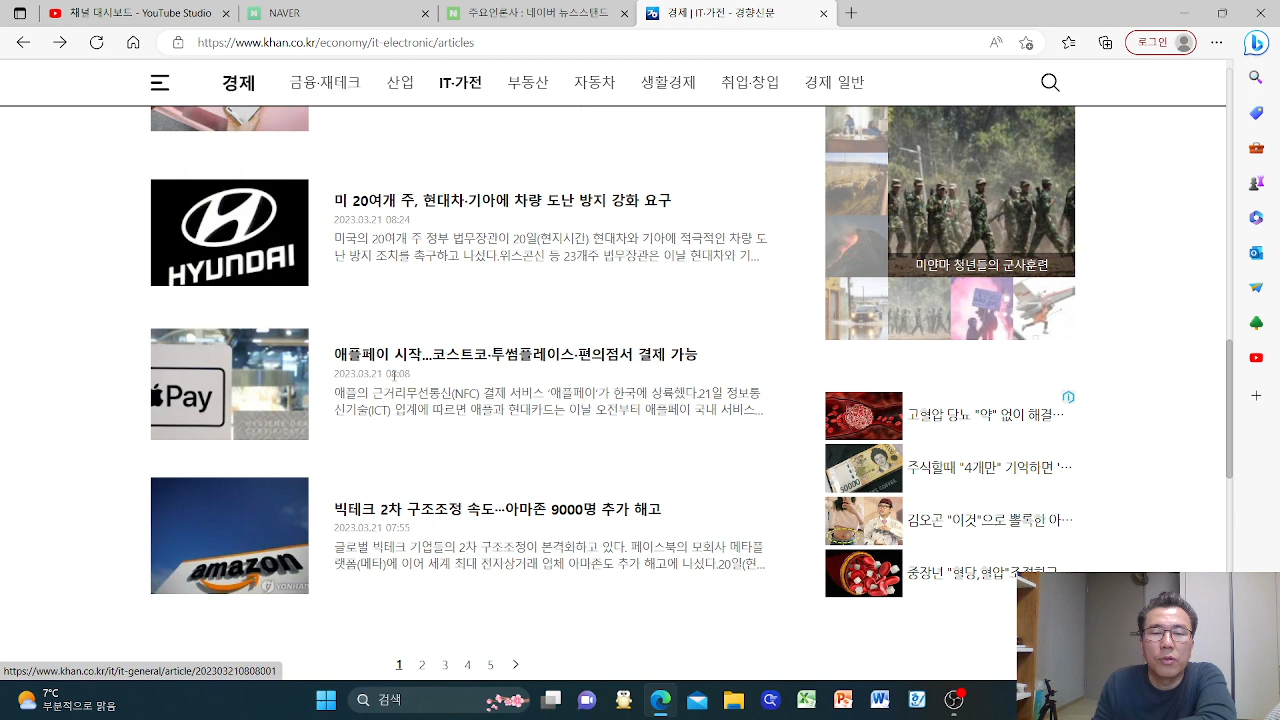 채널 대시보드 - YouTube Studio
NAVER
주요언론사 : 네이버 뉴스스탠드
경제 | IT·가전 - 경향신문
https://www.khan.co.kr/economy/it-electronic/articles
로그인
경제 금융·재테크 산업 IT·가전 부동산 자동차 생활경제 취업·창업 경제 일반
HYUNDAI
미 20여개 주, 현대차·기아에 차량 도난 방지 강화 요구
2023.03.21 08:24
미국의 20여개 주 정부 법무장관이 20일(현지시간) 현대차와 기아에 적극적인 차량 도
난 방지 조치를 촉구하고 나섰다.위스콘신 등 23개주 법무장관은 이날 현대차와 기...
Pay
애플페이 시작...코스트코·투썸플레이스·편의점서 결제 가능
2023.03.21 08:08
애플의 근거리무선통신(NFC) 결제 서비스 '애플페이'가 한국에 상륙했다.21일 정보통
신기술(ICT) 업계에 따르면 애플과 현대카드는 이날 오전부터 애플페이 국내 서비스...
amazon
YONHAP
빅테크 2차 구조조정 속도···아마존 9000명 추가 해고
2023.03.21 07:55
글로벌 빅테크 기업들의 2차 구조조정이 본격화하고 있다. 페이스북의 모회사 메타플
랫폼(메타)에 이어 세계 최대 전자상거래 업체 아마존도 추가 해고에 나섰다.20일(현...
1 2 3 4 5
미얀마 청년들의 군사훈련
고혈압 당뇨 "약" 없이 해결···
50000
주식할때 "4개만" 기억하면 '···
김오곤 "이것"으로 뽈록한 아···
중장년 "혈당,혈압"조절하고
https://www.khan.co.kr/it/it-general/article/202303210808001
7℃
부분적으로 맑음
검색